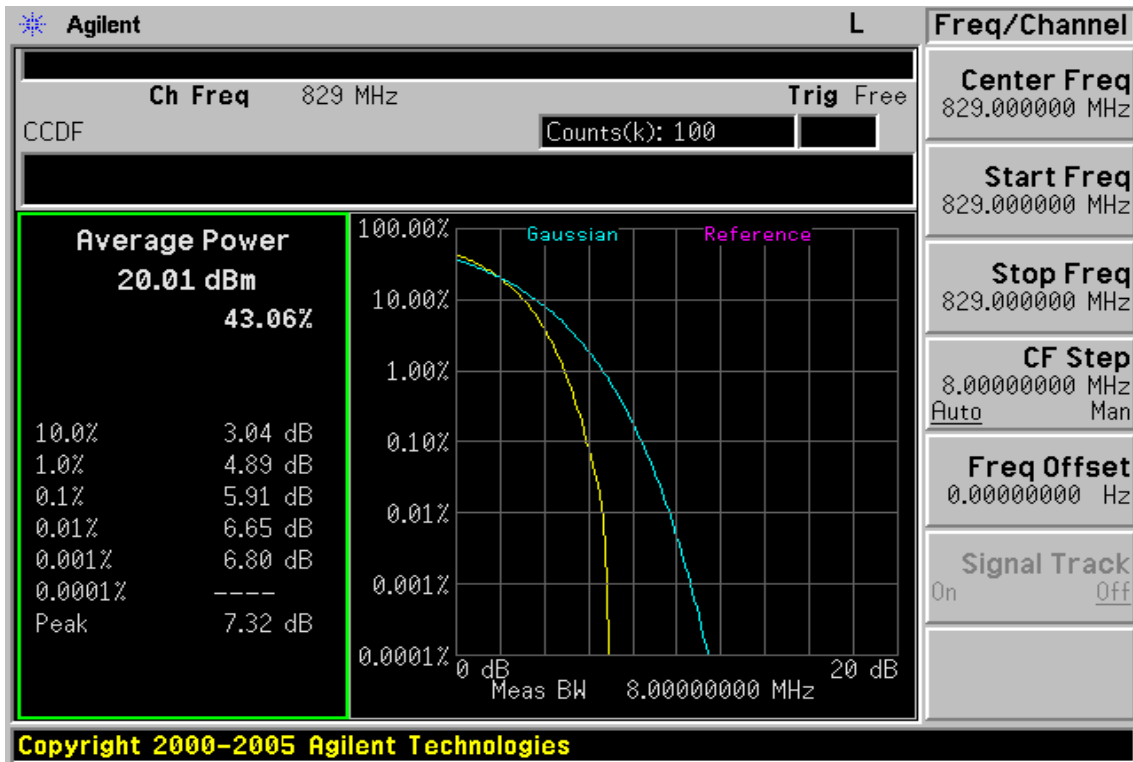 Agilent
L
Freq/Channel
Ch Freq 829 MHz
Trig Free
CCDF
Counts(k): 100
Average Power
20.01 dBm
43.06%
10.0% 3.04 dB
1.0% 4.89 dB
0.1% 5.91 dB
0.01% 6.65 dB
0.001% 6.80 dB
0.0001% ----
Peak 7.32 dB
Gaussian
Reference
100.00%
10.00%
1.00%
0.10%
0.01%
0.001%
0.0001%
0 dB
20 dB
Meas BW 8.00000000 MHz
Center Freq
829.000000 MHz
Start Freq
829.000000 MHz
Stop Freq
829.000000 MHz
CF Step
8.00000000 MHz
Auto Man
Freq Offset
0.00000000 Hz
Signal Track
On Off
Copyright 2000-2005 Agilent Technologies